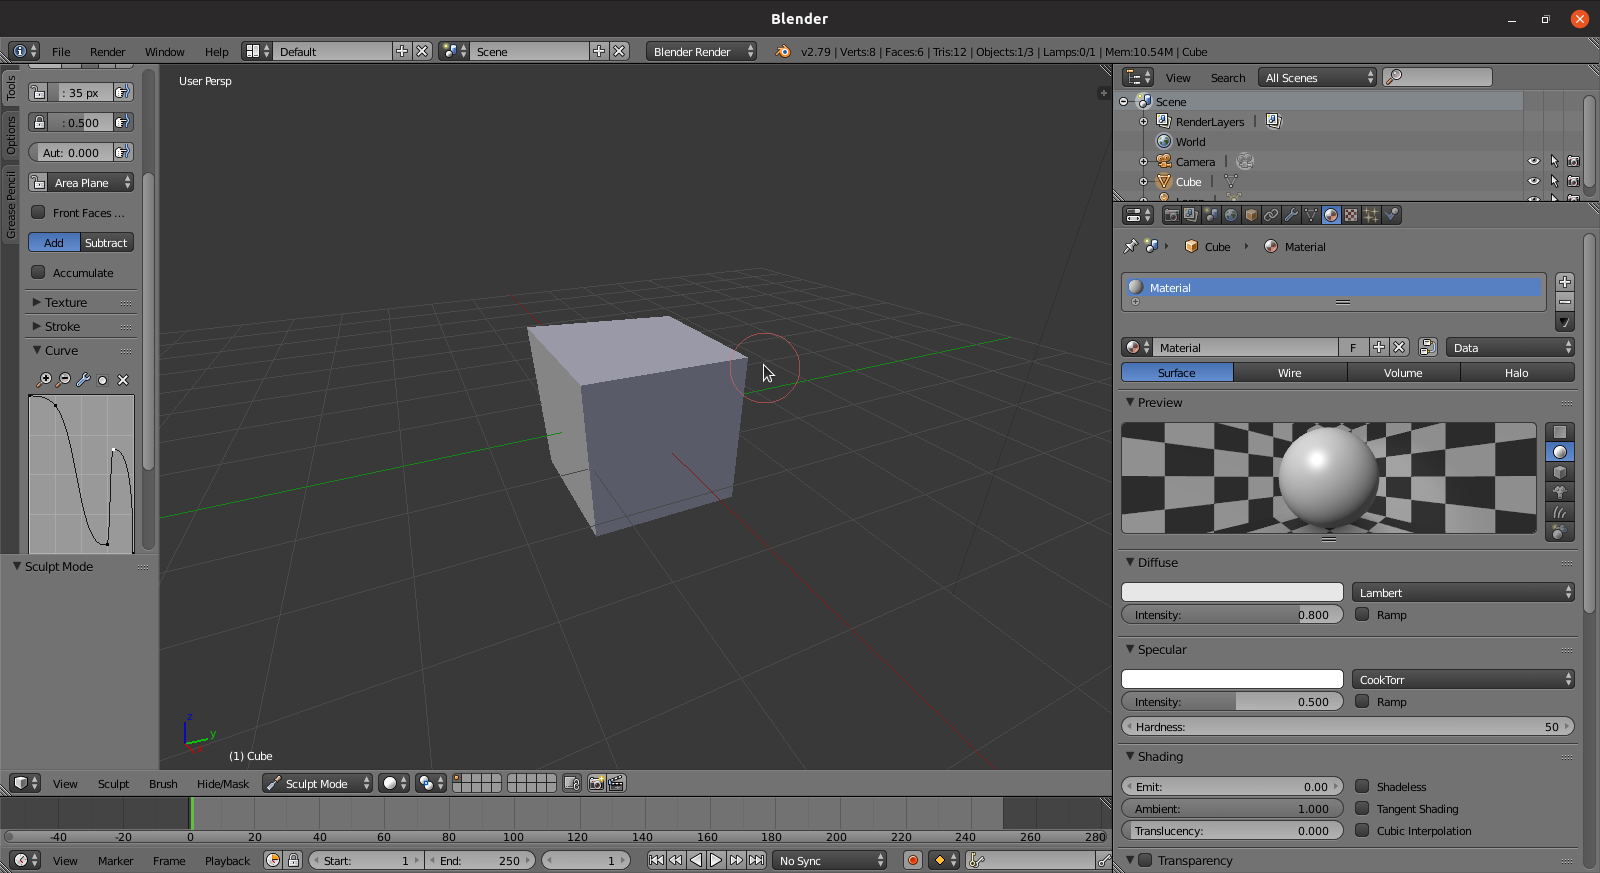 Blender
File Render Window Help Default Scene Blender Render v2.79 | Verts:8 | Faces:6 | Tris:12 | Objects:1/3 | Lamps:0/1 | Mem:10.54M | Cube
Tools
Options
Grease Pencil
: 35 px
: 0.500
Aut: 0.000
Area Plane
Front Faces ...
Add Subtract
Accumulate
Texture
Stroke
Curve
Sculpt Mode
User Persp
z
y
x
(1) Cube
View Sculpt Brush Hide/Mask Sculpt Mode
-40 -20 0 20 40 60 80 100 120 140 160 180 200 220 240 260 280
View Marker Frame Playback Start: 1 End: 250 1 No Sync
View Search All Scenes
Scene
RenderLayers |
World
Camera |
Cube |
Cube Material
Material
Material F Data
Surface Wire Volume Halo
Preview
Diffuse
Lambert
Intensity: 0.800 Ramp
Specular
CookTorr
Intensity: 0.500 Ramp
Hardness: 50
Shading
Emit: 0.00 Shadeless
Ambient: 1.000 Tangent Shading
Translucency: 0.000 Cubic Interpolation
Transparency